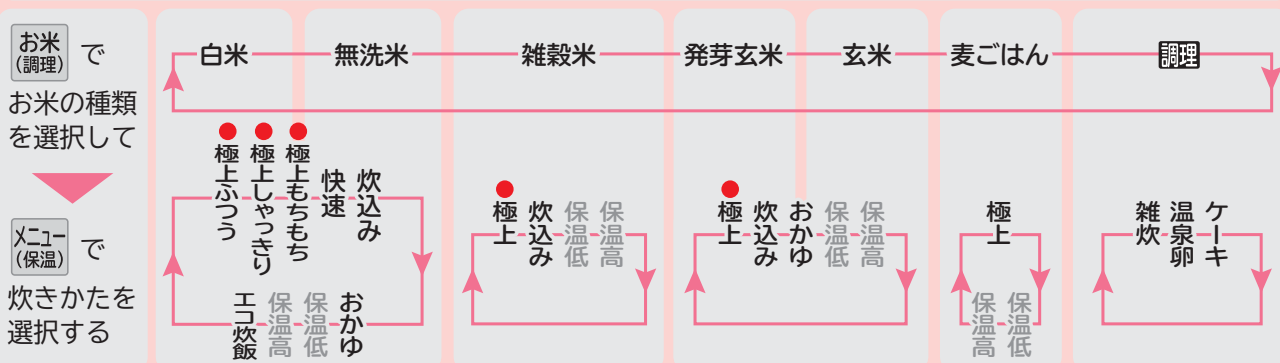 お米
(調理)
で
お米の種類
を選択して
メニュー
(保温)
で
炊きかたを
選択する
白米
無洗米
雑穀米
発芽玄米
玄米
麦ごはん
調理
極上ふつう
極上しゃっきり
極上もちもち
快速
炊込み
おかゆ
保温低
保温高
エコ炊飯
極上
炊込み
保温低
保温高
極上
炊込み
おかゆ
保温低
保温高
極上
保温低
保温高
雑炊
温泉卵
ケーキ